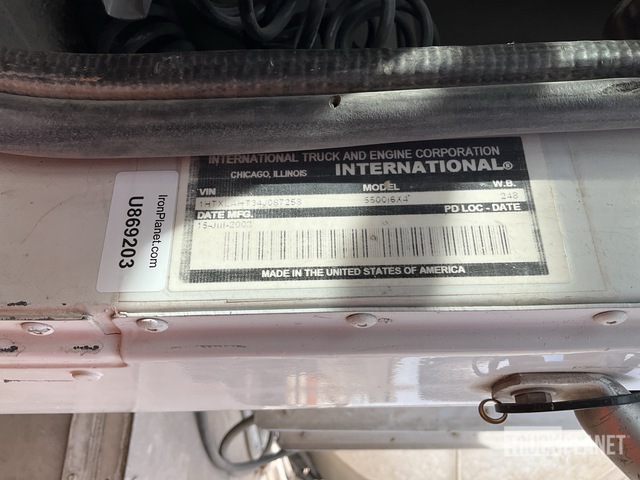 INTERNATIONAL TRUCK AND ENGINE CORPORATION
CHICAGO, ILLINOIS
INTERNATIONAL®
VIN
MODEL
W.B.
5500i6X4
248
DATE MFG.
PD LOC - DATE
MADE IN THE UNITED STATES OF AMERICA
IronPlanet.com
U869203